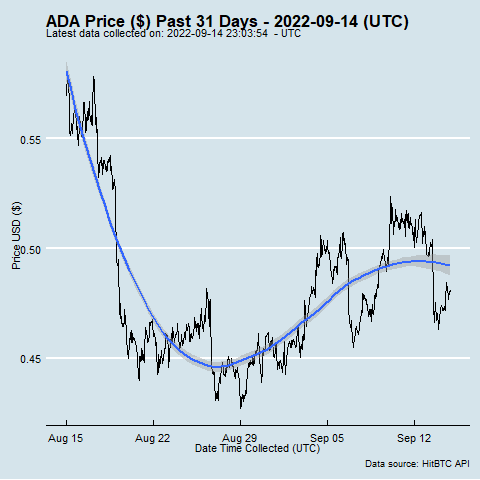 ADA Price ($) Past 31 Days - 2022-09-14 (UTC)
Latest data collected on: 2022-09-14 23:03:54 - UTC
0.55
0.50
0.45
Price USD ($)
Aug 15 Aug 22 Aug 29 Sep 05 Sep 12
Date Time Collected (UTC)
Data source: HitBTC API